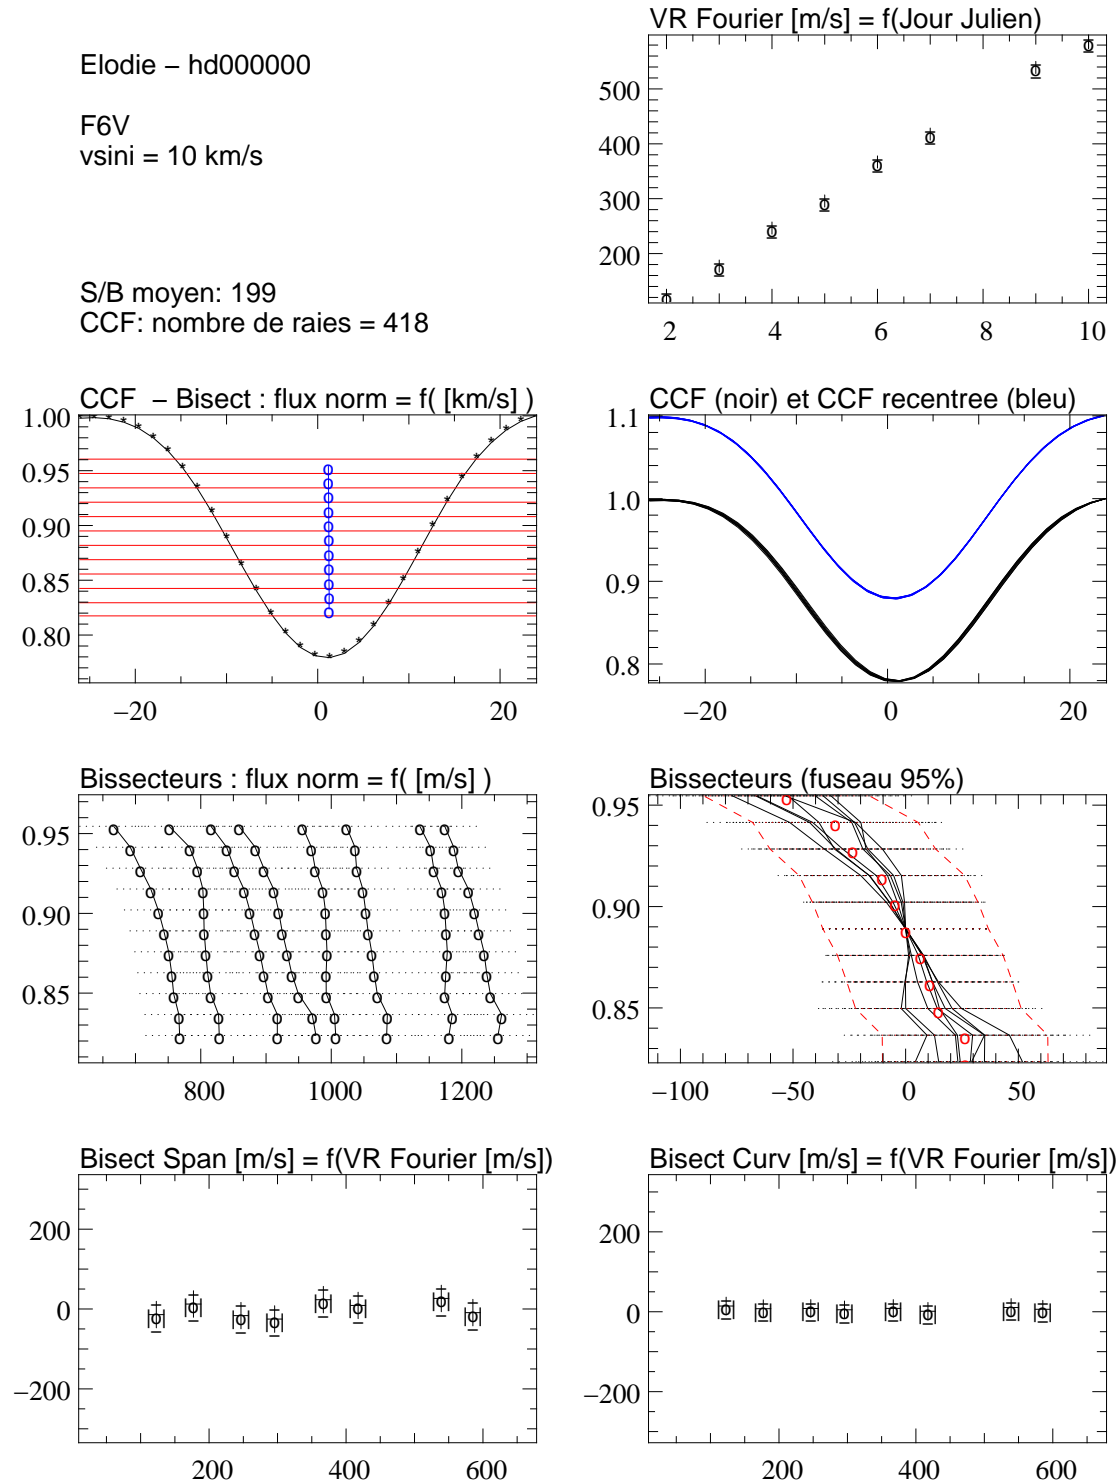 VR Fourier [m/s] = f(Jour Julien)
Elodie – hd000000
F6V
vsini = 10 km/s
S/B moyen: 199
CCF: nombre de raies = 418
500
400
300
200
2 4 6 8 10
CCF – Bisect : flux norm = f( [km/s] )
1.00
0.95
0.90
0.85
0.80
−20 0 20
CCF (noir) et CCF recentree (bleu)
1.1
1.0
0.9
0.8
−20 0 20
Bissecteurs : flux norm = f( [m/s] )
0.95
0.90
0.85
800 1000 1200
Bissecteurs (fuseau 95%)
0.95
0.90
0.85
−100 −50 0 50
Bisect Span [m/s] = f(VR Fourier [m/s])
200
0
−200
200 400 600
Bisect Curv [m/s] = f(VR Fourier [m/s])
200
0
−200
200 400 600